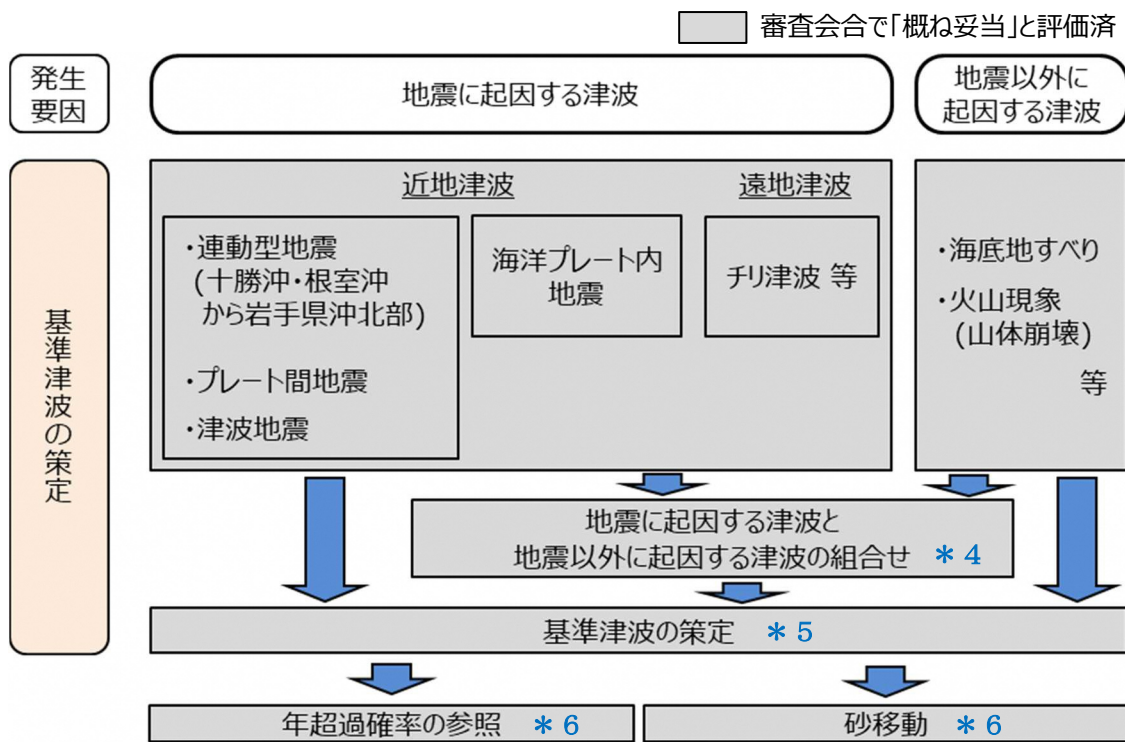 審査会合で「概ね妥当」と評価済
発生
要因
地震に起因する津波
地震以外に
起因する津波
基準津波の策定
近地津波
遠地津波
・連動型地震
(十勝沖・根室沖
から岩手県沖北部)
・プレート間地震
・津波地震
海洋プレート内
地震
チリ津波 等
・海底地すべり
・火山現象
(山体崩壊)
等
地震に起因する津波と
地震以外に起因する津波の組合せ ＊4
基準津波の策定 ＊5
年超過確率の参照 ＊6
砂移動 ＊6